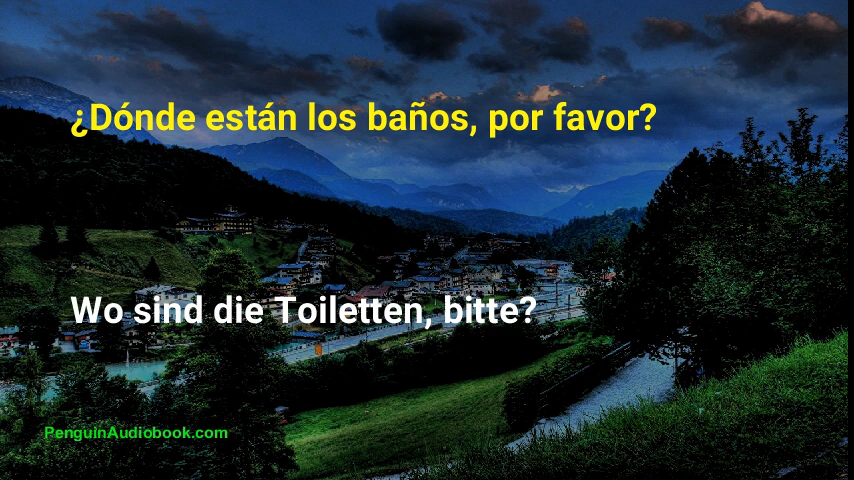 ¿Dónde están los baños, por favor?
Wo sind die Toiletten, bitte?
PenguinAudiobook.com